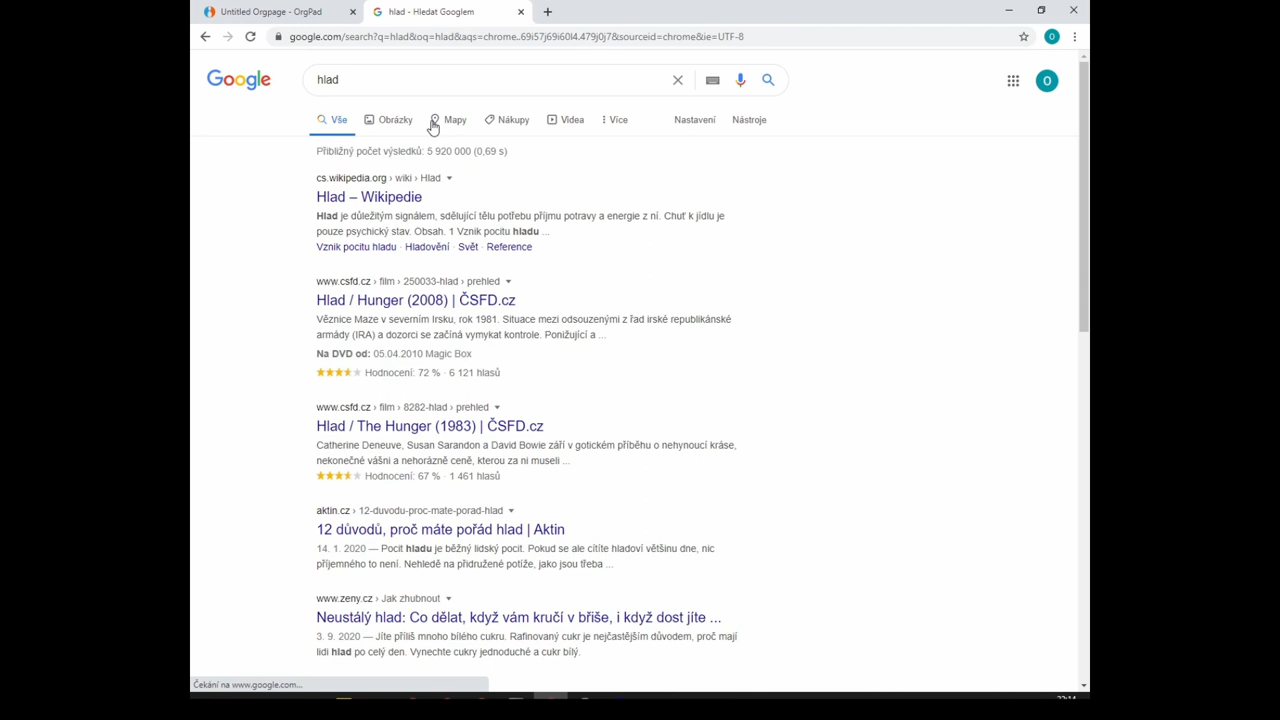 Untitled Orgpage - OrgPad
hlad - Hledat Googlem
google.com/search?q=hlad&oq=hlad&aqs=chrome..69i57j69i60l4.479j0j7&sourceid=chrome&ie=UTF-8
O
Google
hlad
O
Vše
Obrázky
Mapy
Nákupy
Videa
Více
Nastavení
Nástroje
Přibližný počet výsledků: 5 920 000 (0,69 s)
cs.wikipedia.org › wiki › Hlad
Hlad – Wikipedie
Hlad je důležitým signálem, sdělující tělu potřebu příjmu potravy a energie z ní. Chuť k jídlu je
pouze psychický stav. Obsah. 1 Vznik pocitu hladu ...
Vznik pocitu hladu · Hladovění · Svět · Reference
www.csfd.cz › film › 250033-hlad › prehled
Hlad / Hunger (2008) | ČSFD.cz
Věznice Maze v severním Irsku, rok 1981. Situace mezi odsouzenými z řad irské republikánské
armády (IRA) a dozorci se začíná vymykat kontrole. Ponižující a ...
Na DVD od: 05.04.2010 Magic Box
Hodnocení: 72 % · 6 121 hlasů
www.csfd.cz › film › 8282-hlad › prehled
Hlad / The Hunger (1983) | ČSFD.cz
Catherine Deneuve, Susan Sarandon a David Bowie září v gotickém příběhu o nehynoucí kráse,
nekonečné vášni a nehorázné ceně, kterou za ni museli ...
Hodnocení: 67 % · 1 461 hlasů
aktin.cz › 12-duvodu-proc-mate-porad-hlad
12 důvodů, proč máte pořád hlad | Aktin
14. 1. 2020 — Pocit hladu je běžný lidský pocit. Pokud se ale cítíte hladoví většinu dne, nic
příjemného to není. Nehledě na přidružené potíže, jako jsou třeba ...
www.zeny.cz › Jak zhubnout
Neustálý hlad: Co dělat, když vám kručí v břiše, i když dost jíte ...
3. 9. 2020 — Jíte příliš mnoho bílého cukru. Rafinovaný cukr je nejčastějším důvodem, proč mají
lidi hlad po celý den. Vynechte cukry jednoduché a cukr bílý.
Čekání na www.google.com...